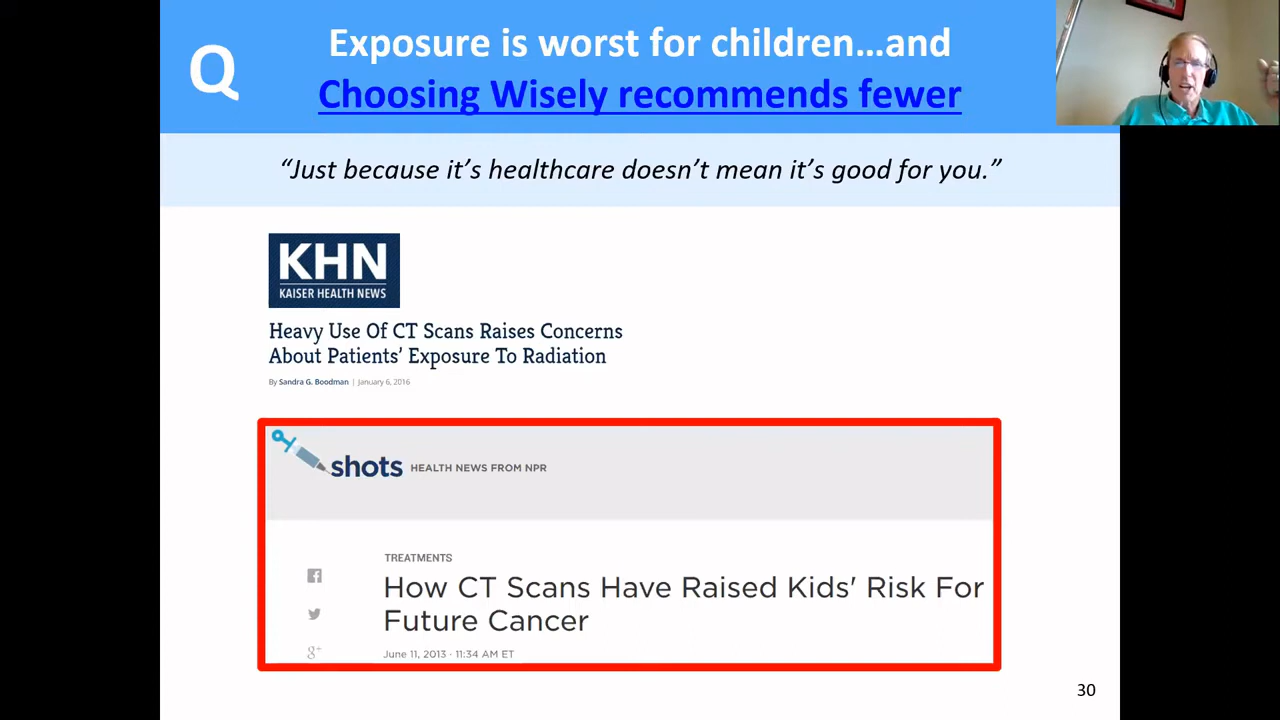 Q
Exposure is worst for children…and
Choosing Wisely recommends fewer
“Just because it’s healthcare doesn’t mean it’s good for you.”
KHN
KAISER HEALTH NEWS
Heavy Use Of CT Scans Raises Concerns
About Patients’ Exposure To Radiation
By Sandra G. Boodman | January 6, 2016
shots HEALTH NEWS FROM NPR
TREATMENTS
How CT Scans Have Raised Kids' Risk For
Future Cancer
June 11, 2013 · 11:34 AM ET
g+
30